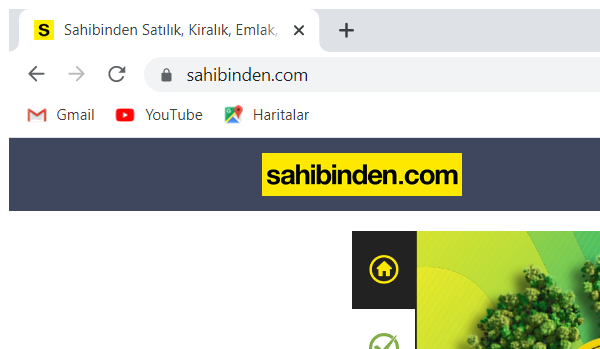 S Sahibinden Satılık, Kiralık, Emlak,
sahibinden.com
Gmail YouTube Haritalar
sahibinden.com